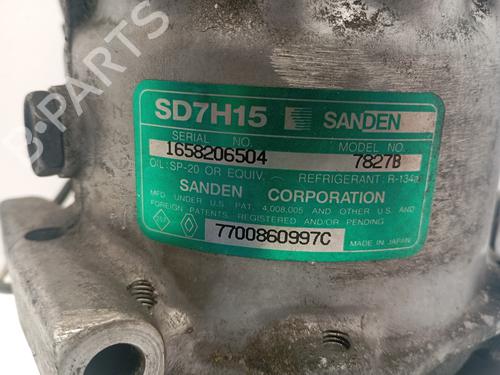 SD7H15 SANDEN
SERIAL NO. MODEL NO.
1658206504 7827B
OIL: SP-20 OR EQUIV. REFRIGERANT: R-134a
SANDEN CORPORATION
MFD. UNDER U.S. PAT. 4,008,005 AND OTHER U.S. AND
FOREIGN PATENTS REGISTERED AND/OR PENDING
7700860997C
MADE IN JAPAN
B-PARTS